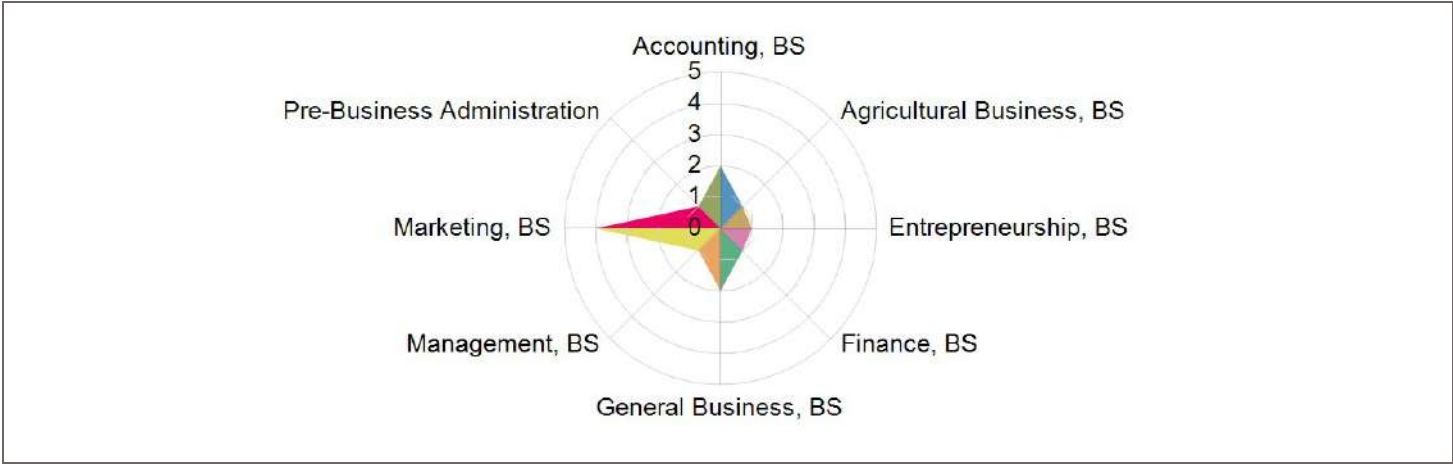 Accounting, BS
5
Pre-Business Administration
Agricultural Business, BS
4
3
2
1
Marketing, BS
0
Entrepreneurship, BS
Management, BS
Finance, BS
General Business, BS